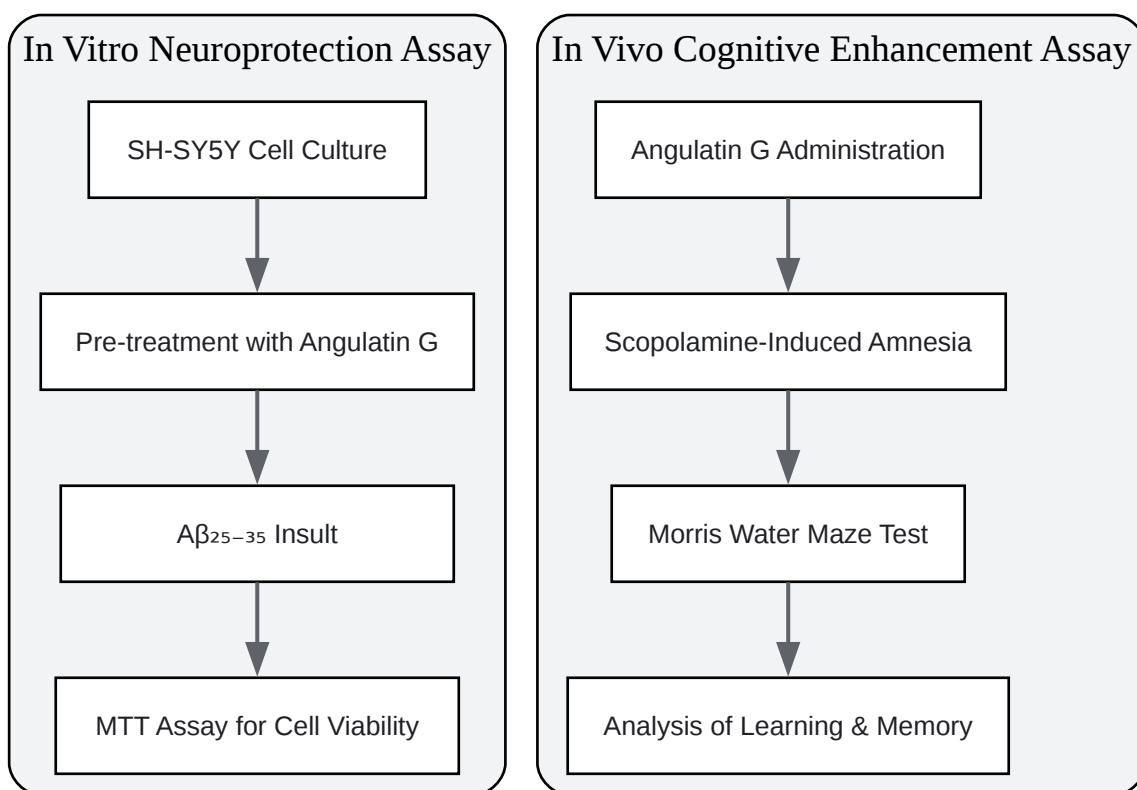 In Vitro Neuroprotection Assay
SH-SY5Y Cell Culture
Pre-treatment with Angulatin G
Aβ₂₅₋₃₅ Insult
MTT Assay for Cell Viability
In Vivo Cognitive Enhancement Assay
Angulatin G Administration
Scopolamine-Induced Amnesia
Morris Water Maze Test
Analysis of Learning & Memory